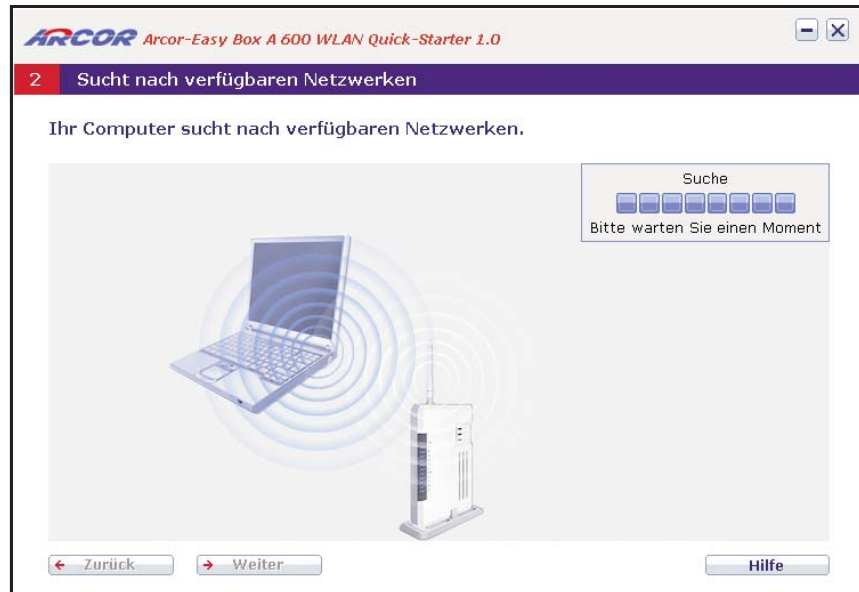 ARCOR Arcor-Easy Box A 600 WLAN Quick-Starter 1.0
2 Sucht nach verfügbaren Netzwerken
Ihr Computer sucht nach verfügbaren Netzwerken.
Suche
Bitte warten Sie einen Moment
Zurück Weiter Hilfe